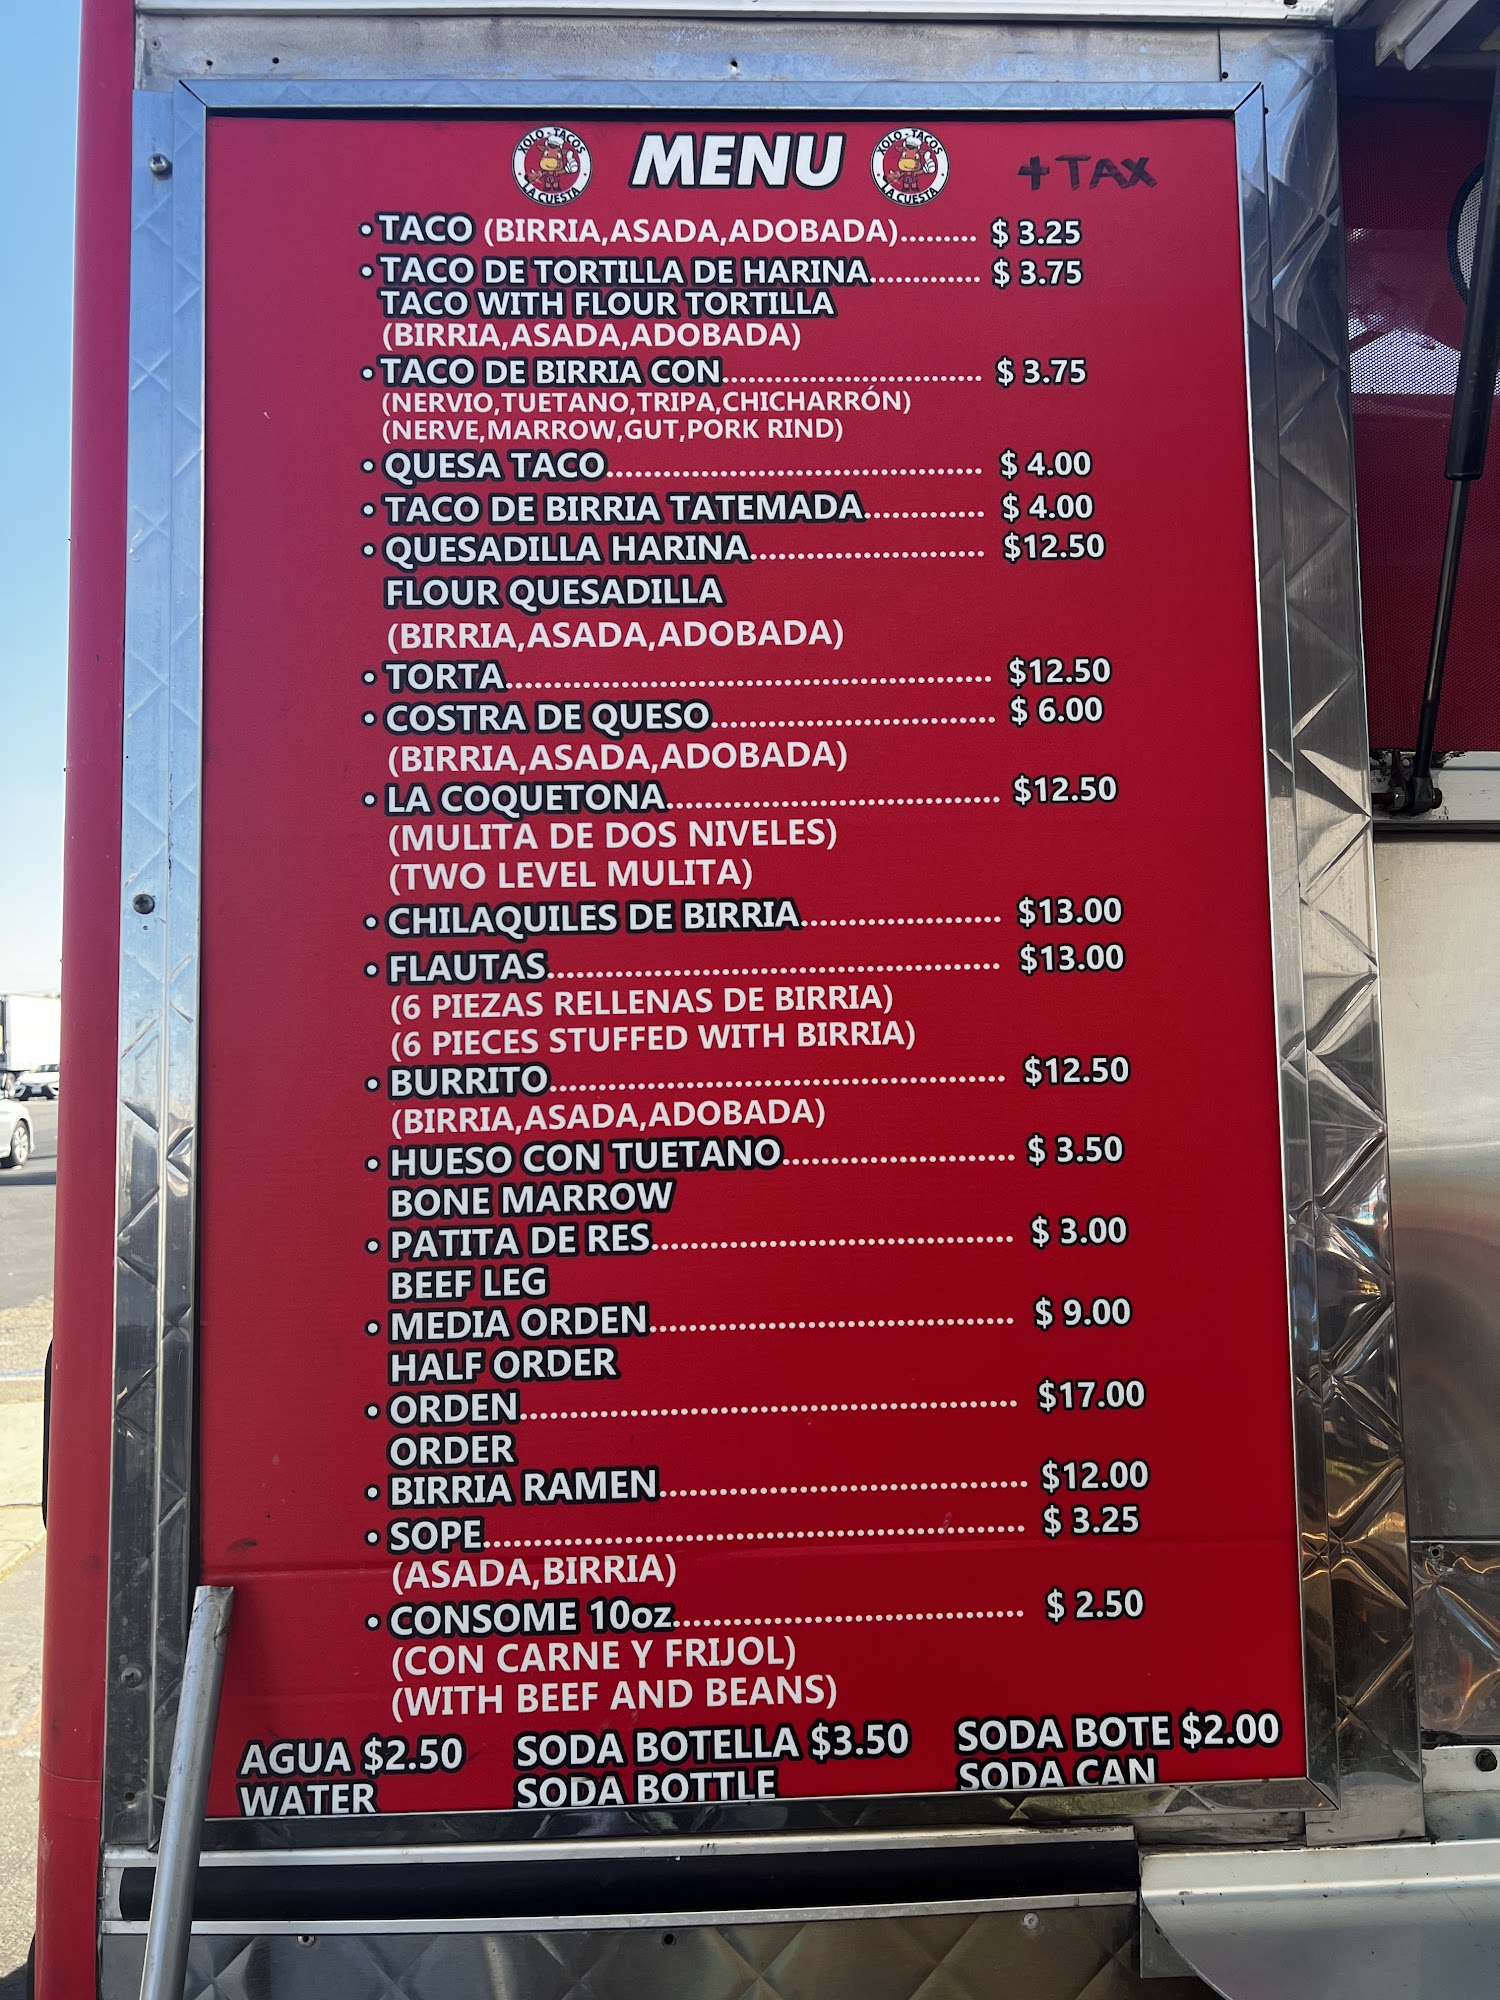 XOLO-TACOS LA CUESTA
MENU
XOLO-TACOS LA CUESTA
+ TAX
• TACO (BIRRIA,ASADA,ADOBADA)......... $ 3.25
• TACO DE TORTILLA DE HARINA............. $ 3.75
TACO WITH FLOUR TORTILLA
(BIRRIA,ASADA,ADOBADA)
• TACO DE BIRRIA CON............................... $ 3.75
(NERVIO,TUETANO,TRIPA,CHICHARRÓN)
(NERVE,MARROW,GUT,PORK RIND)
• QUESA TACO............................................ $ 4.00
• TACO DE BIRRIA TATEMADA.............. $ 4.00
• QUESADILLA HARINA........................... $12.50
FLOUR QUESADILLA
(BIRRIA,ASADA,ADOBADA)
• TORTA........................................................ $12.50
• COSTRA DE QUESO................................. $ 6.00
(BIRRIA,ASADA,ADOBADA)
• LA COQUETONA...................................... $12.50
(MULITA DE DOS NIVELES)
(TWO LEVEL MULITA)
• CHILAQUILES DE BIRRIA....................... $13.00
• FLAUTAS.................................................... $13.00
(6 PIEZAS RELLENAS DE BIRRIA)
(6 PIECES STUFFED WITH BIRRIA)
• BURRITO.................................................... $12.50
(BIRRIA,ASADA,ADOBADA)
• HUESO CON TUETANO........................... $ 3.50
BONE MARROW
• PATITA DE RES.......................................... $ 3.00
BEEF LEG
• MEDIA ORDEN.......................................... $ 9.00
HALF ORDER
• ORDEN......................................................... $17.00
ORDER
• BIRRIA RAMEN.......................................... $12.00
• SOPE.............................................................. $ 3.25
(ASADA,BIRRIA)
• CONSOME 10oz........................................ $ 2.50
(CON CARNE Y FRIJOL)
(WITH BEEF AND BEANS)
AGUA $2.50 SODA BOTELLA $3.50 SODA BOTE $2.00
WATER SODA BOTTLE SODA CAN